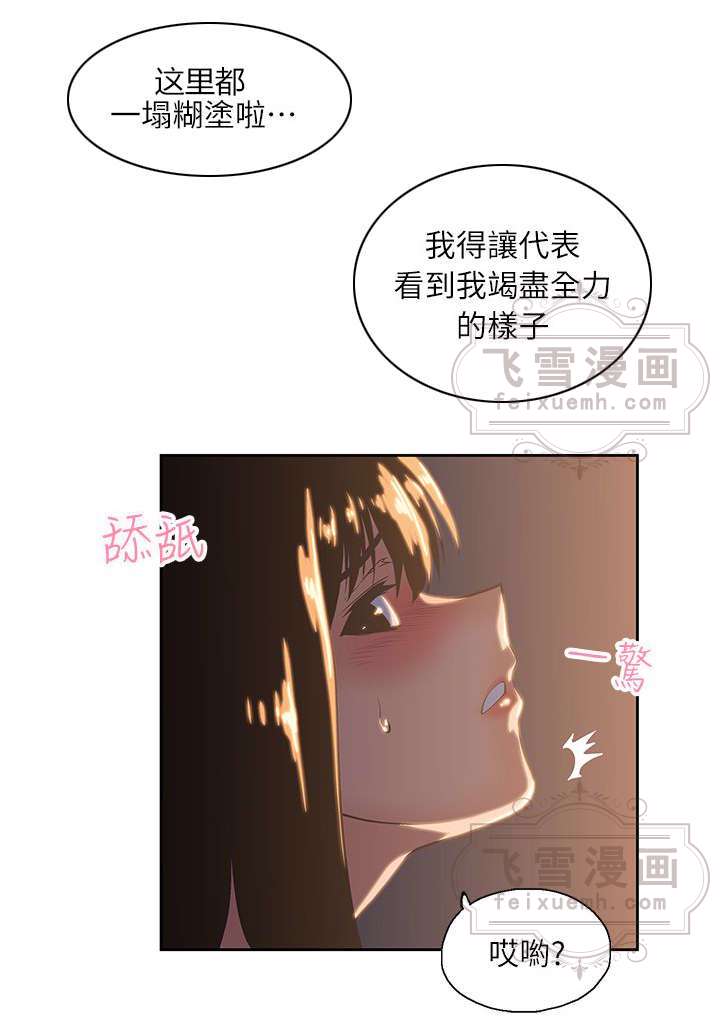 这里都
一塌糊塗啦…
我得讓代表
看到我竭盡全力
的樣子
飞雪漫画
feixuemh.com
舔舐
一驚
飞雪漫画
feixuemh.com
哎喲?